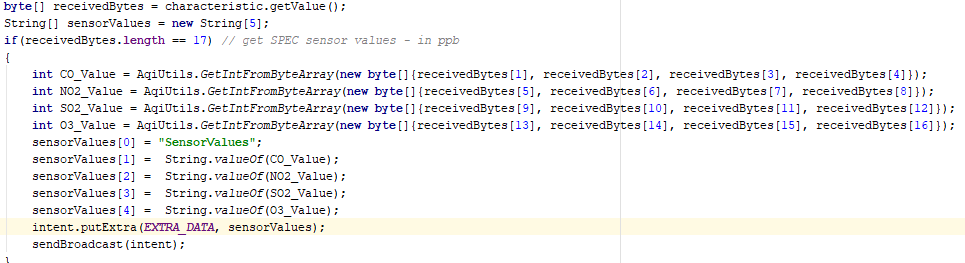 byte[] receivedBytes = characteristic.getValue();
String[] sensorValues = new String[5];
if(receivedBytes.length == 17) // get SPEC sensor values - in ppb
{
    int CO_Value = AqiUtils.GetIntFromByteArray(new byte[]{receivedBytes[1], receivedBytes[2], receivedBytes[3], receivedBytes[4]});
    int NO2_Value = AqiUtils.GetIntFromByteArray(new byte[]{receivedBytes[5], receivedBytes[6], receivedBytes[7], receivedBytes[8]});
    int SO2_Value = AqiUtils.GetIntFromByteArray(new byte[]{receivedBytes[9], receivedBytes[10], receivedBytes[11], receivedBytes[12]});
    int O3_Value = AqiUtils.GetIntFromByteArray(new byte[]{receivedBytes[13], receivedBytes[14], receivedBytes[15], receivedBytes[16]});
    sensorValues[0] = "SensorValues";
    sensorValues[1] =  String.valueOf(CO_Value);
    sensorValues[2] =  String.valueOf(NO2_Value);
    sensorValues[3] =  String.valueOf(SO2_Value);
    sensorValues[4] =  String.valueOf(O3_Value);
    intent.putExtra(EXTRA_DATA, sensorValues);
    sendBroadcast(intent);
}